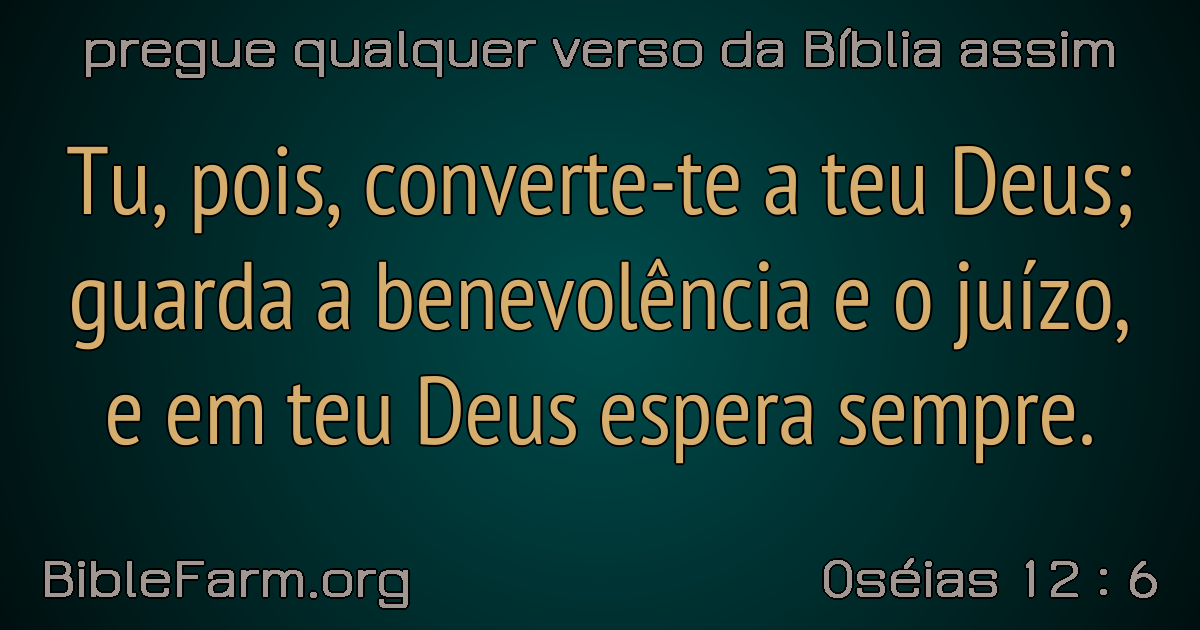 pregue qualquer verso da Bíblia assim
Tu, pois, converte-te a teu Deus;
guarda a benevolência e o juízo,
e em teu Deus espera sempre.
BibleFarm.org
Oséias 12 : 6